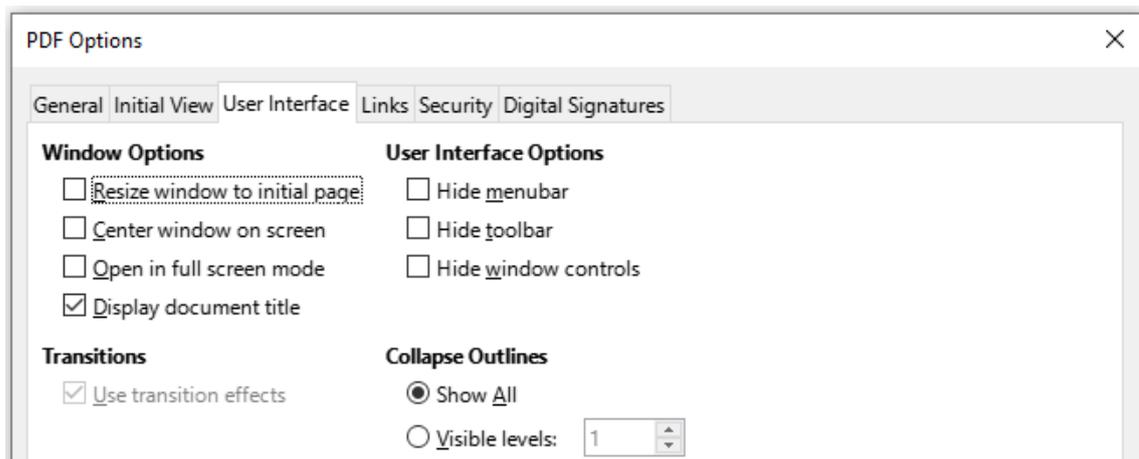 PDF Options
General Initial View User Interface Links Security Digital Signatures
Window Options
Resize window to initial page
Center window on screen
Open in full screen mode
Display document title
User Interface Options
Hide menubar
Hide toolbar
Hide window controls
Transitions
Use transition effects
Collapse Outlines
Show All
Visible levels: 1